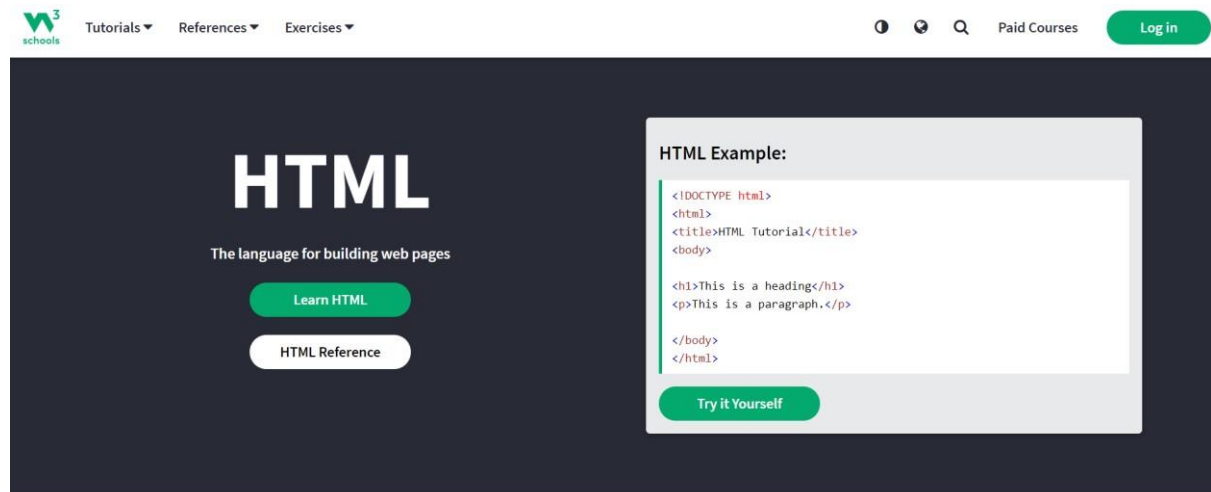 W3 schools
Tutorials References Exercises Paid Courses Log in
HTML
The language for building web pages
Learn HTML
HTML Reference
HTML Example:
<!DOCTYPE html>
<html>
<title>HTML Tutorial</title>
<body>
<h1>This is a heading</h1>
<p>This is a paragraph.</p>
</body>
</html>
Try it Yourself